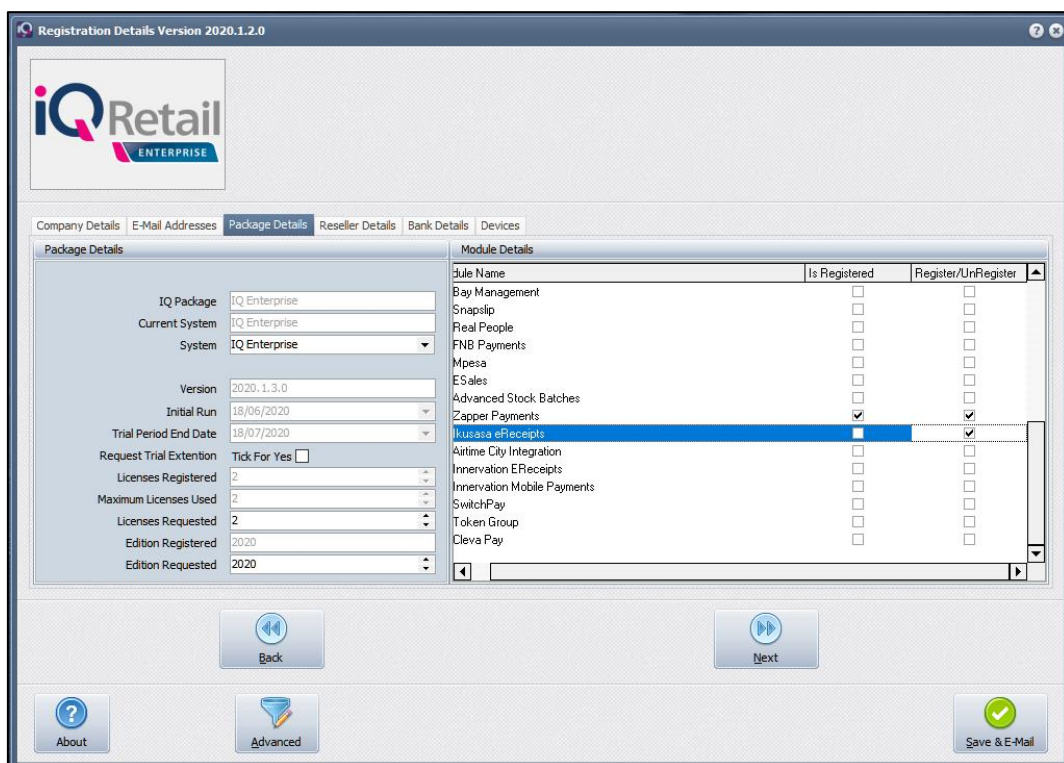 Registration Details Version 2020.1.2.0
iQ Retail
ENTERPRISE
Company Details E-Mail Addresses Package Details Reseller Details Bank Details Devices
Package Details
IQ Package IQ Enterprise
Current System IQ Enterprise
System IQ Enterprise
Version 2020.1.3.0
Initial Run 18/06/2020
Trial Period End Date 18/07/2020
Request Trial Extention Tick For Yes
Licenses Registered 2
Maximum Licenses Used 2
Licenses Requested 2
Edition Registered 2020
Edition Requested 2020
Module Details
dule Name Is Registered Register/UnRegister
Bay Management
Snapslip
Real People
FNB Payments
Mpesa
ESales
Advanced Stock Batches
Zapper Payments
Ikusasa eReceipts
Airtime City Integration
Innervation EReceipts
Innervation Mobile Payments
SwitchPay
Token Group
Cleva Pay
Back
Next
About
Advanced
Save & E-Mail